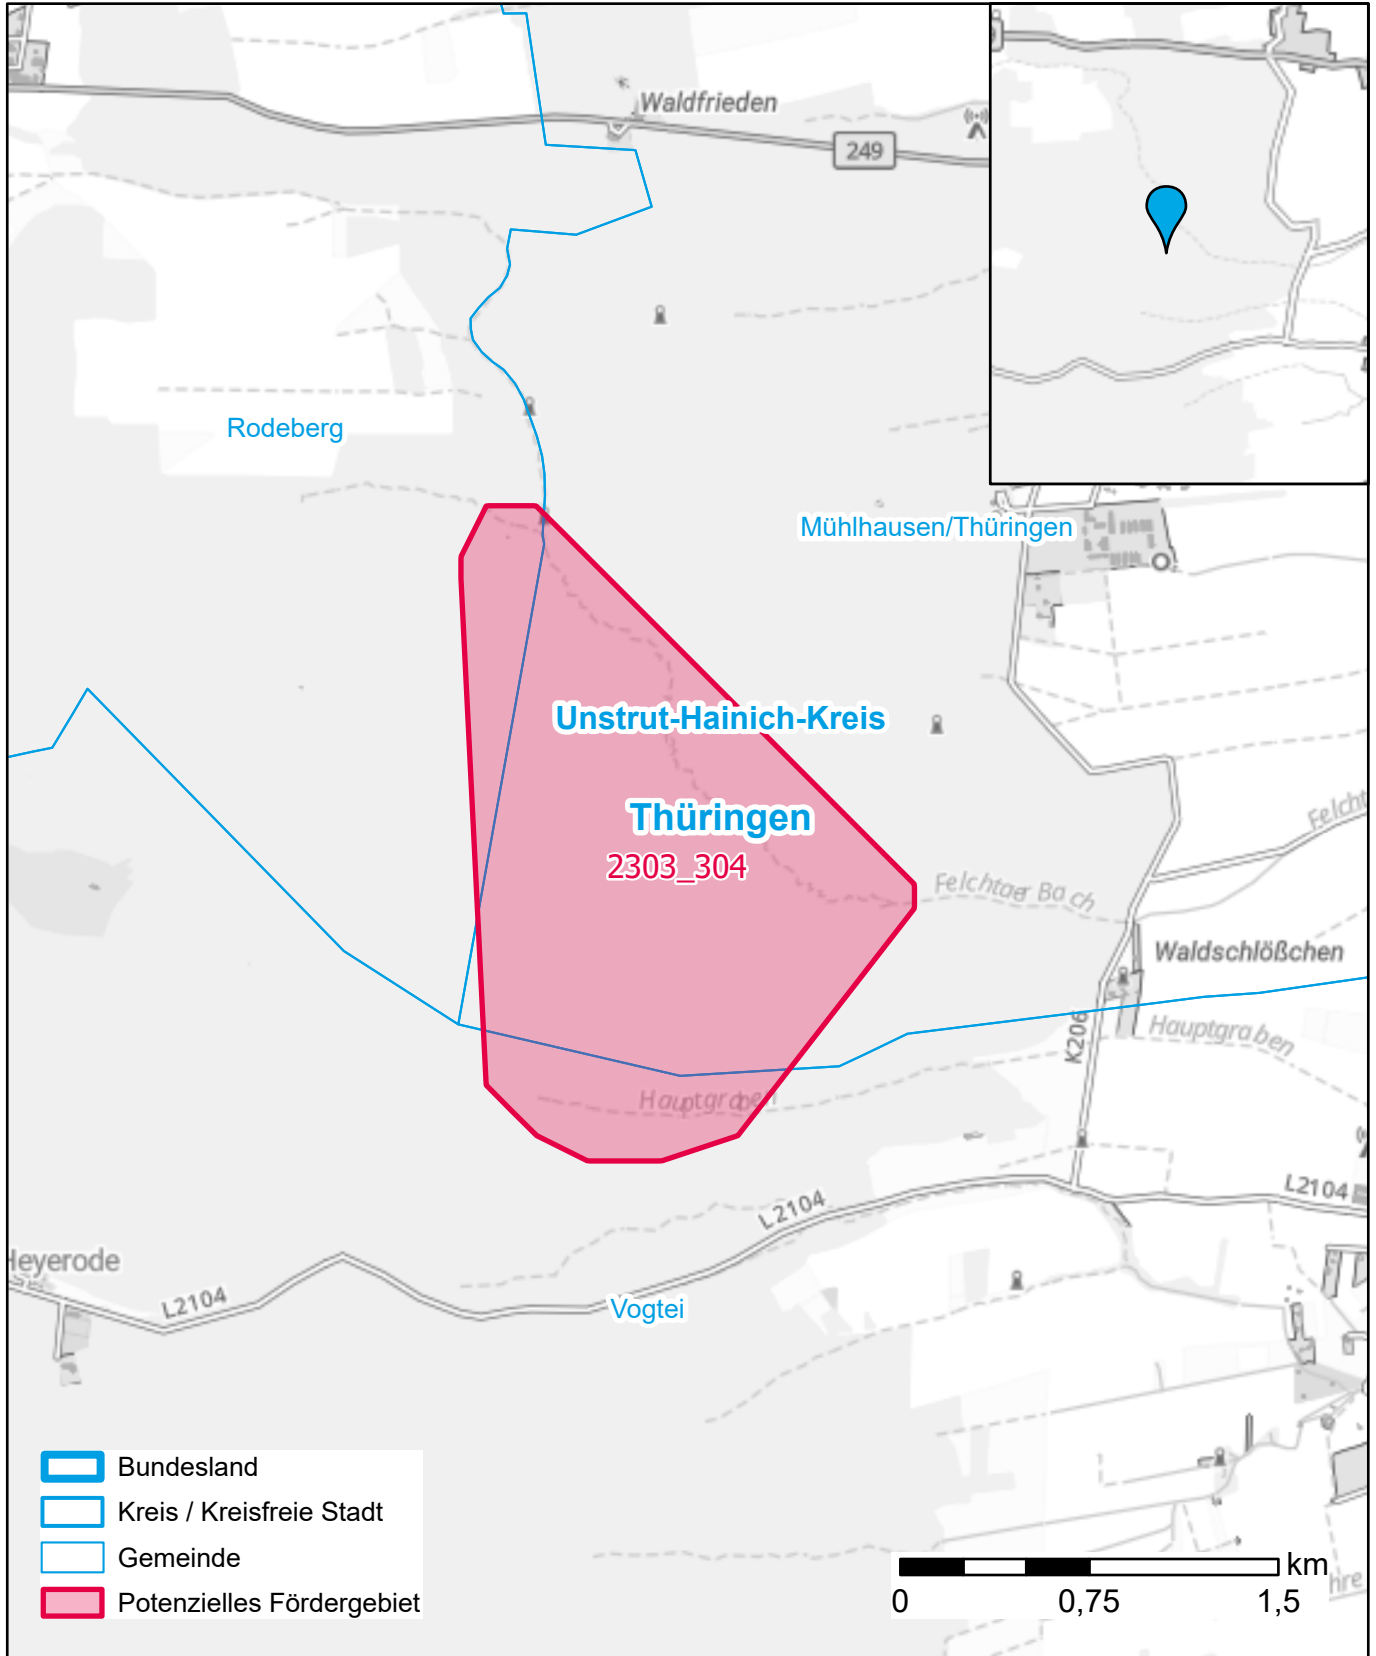 Waldfrieden
249
Rodeberg
Mühlhausen/Thüringen
Unstrut-Hainich-Kreis
Thüringen
2303_304
Felchtaer Bach
Felcht
Waldschlößchen
Hauptgraben
K206
Hauptgraben
L2104
L2104
Heyerode
L2104
Vogtei
Bundesland
Kreis / Kreisfreie Stadt
Gemeinde
Potenzielles Fördergebiet
km
0
0,75
1,5
hre